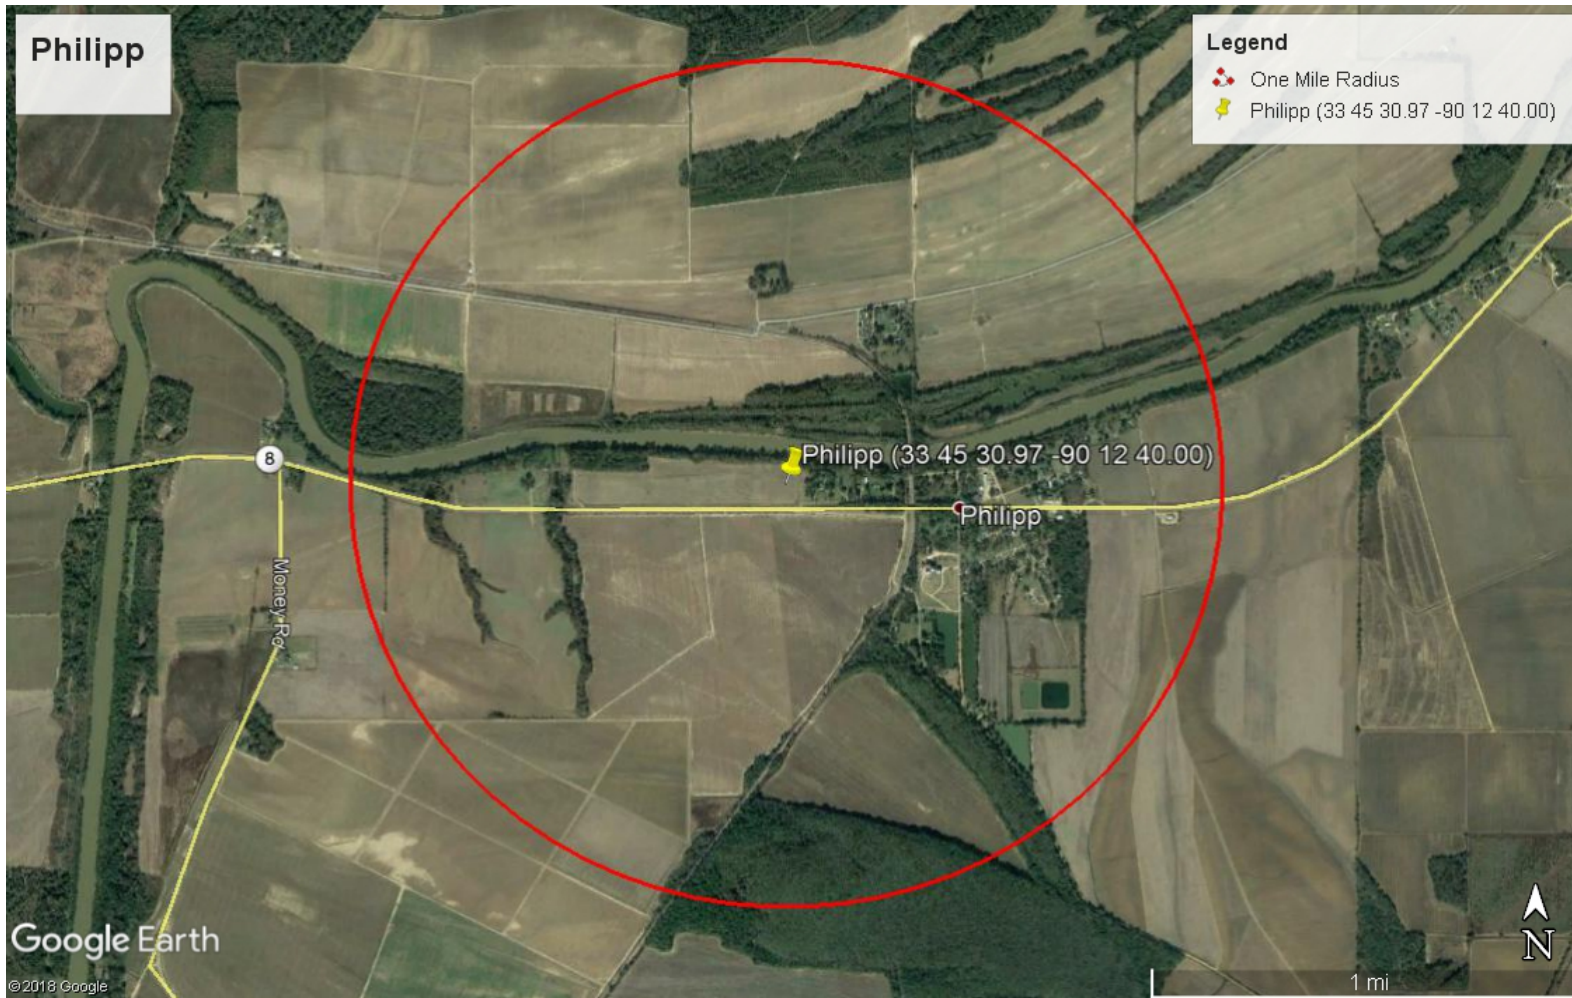 Philipp
Legend
One Mile Radius
Philipp (33 45 30.97 -90 12 40.00)
8
Philipp (33 45 30.97 -90 12 40.00)
Philipp
Money Rd
Google Earth
©2018 Google
N
1 mi